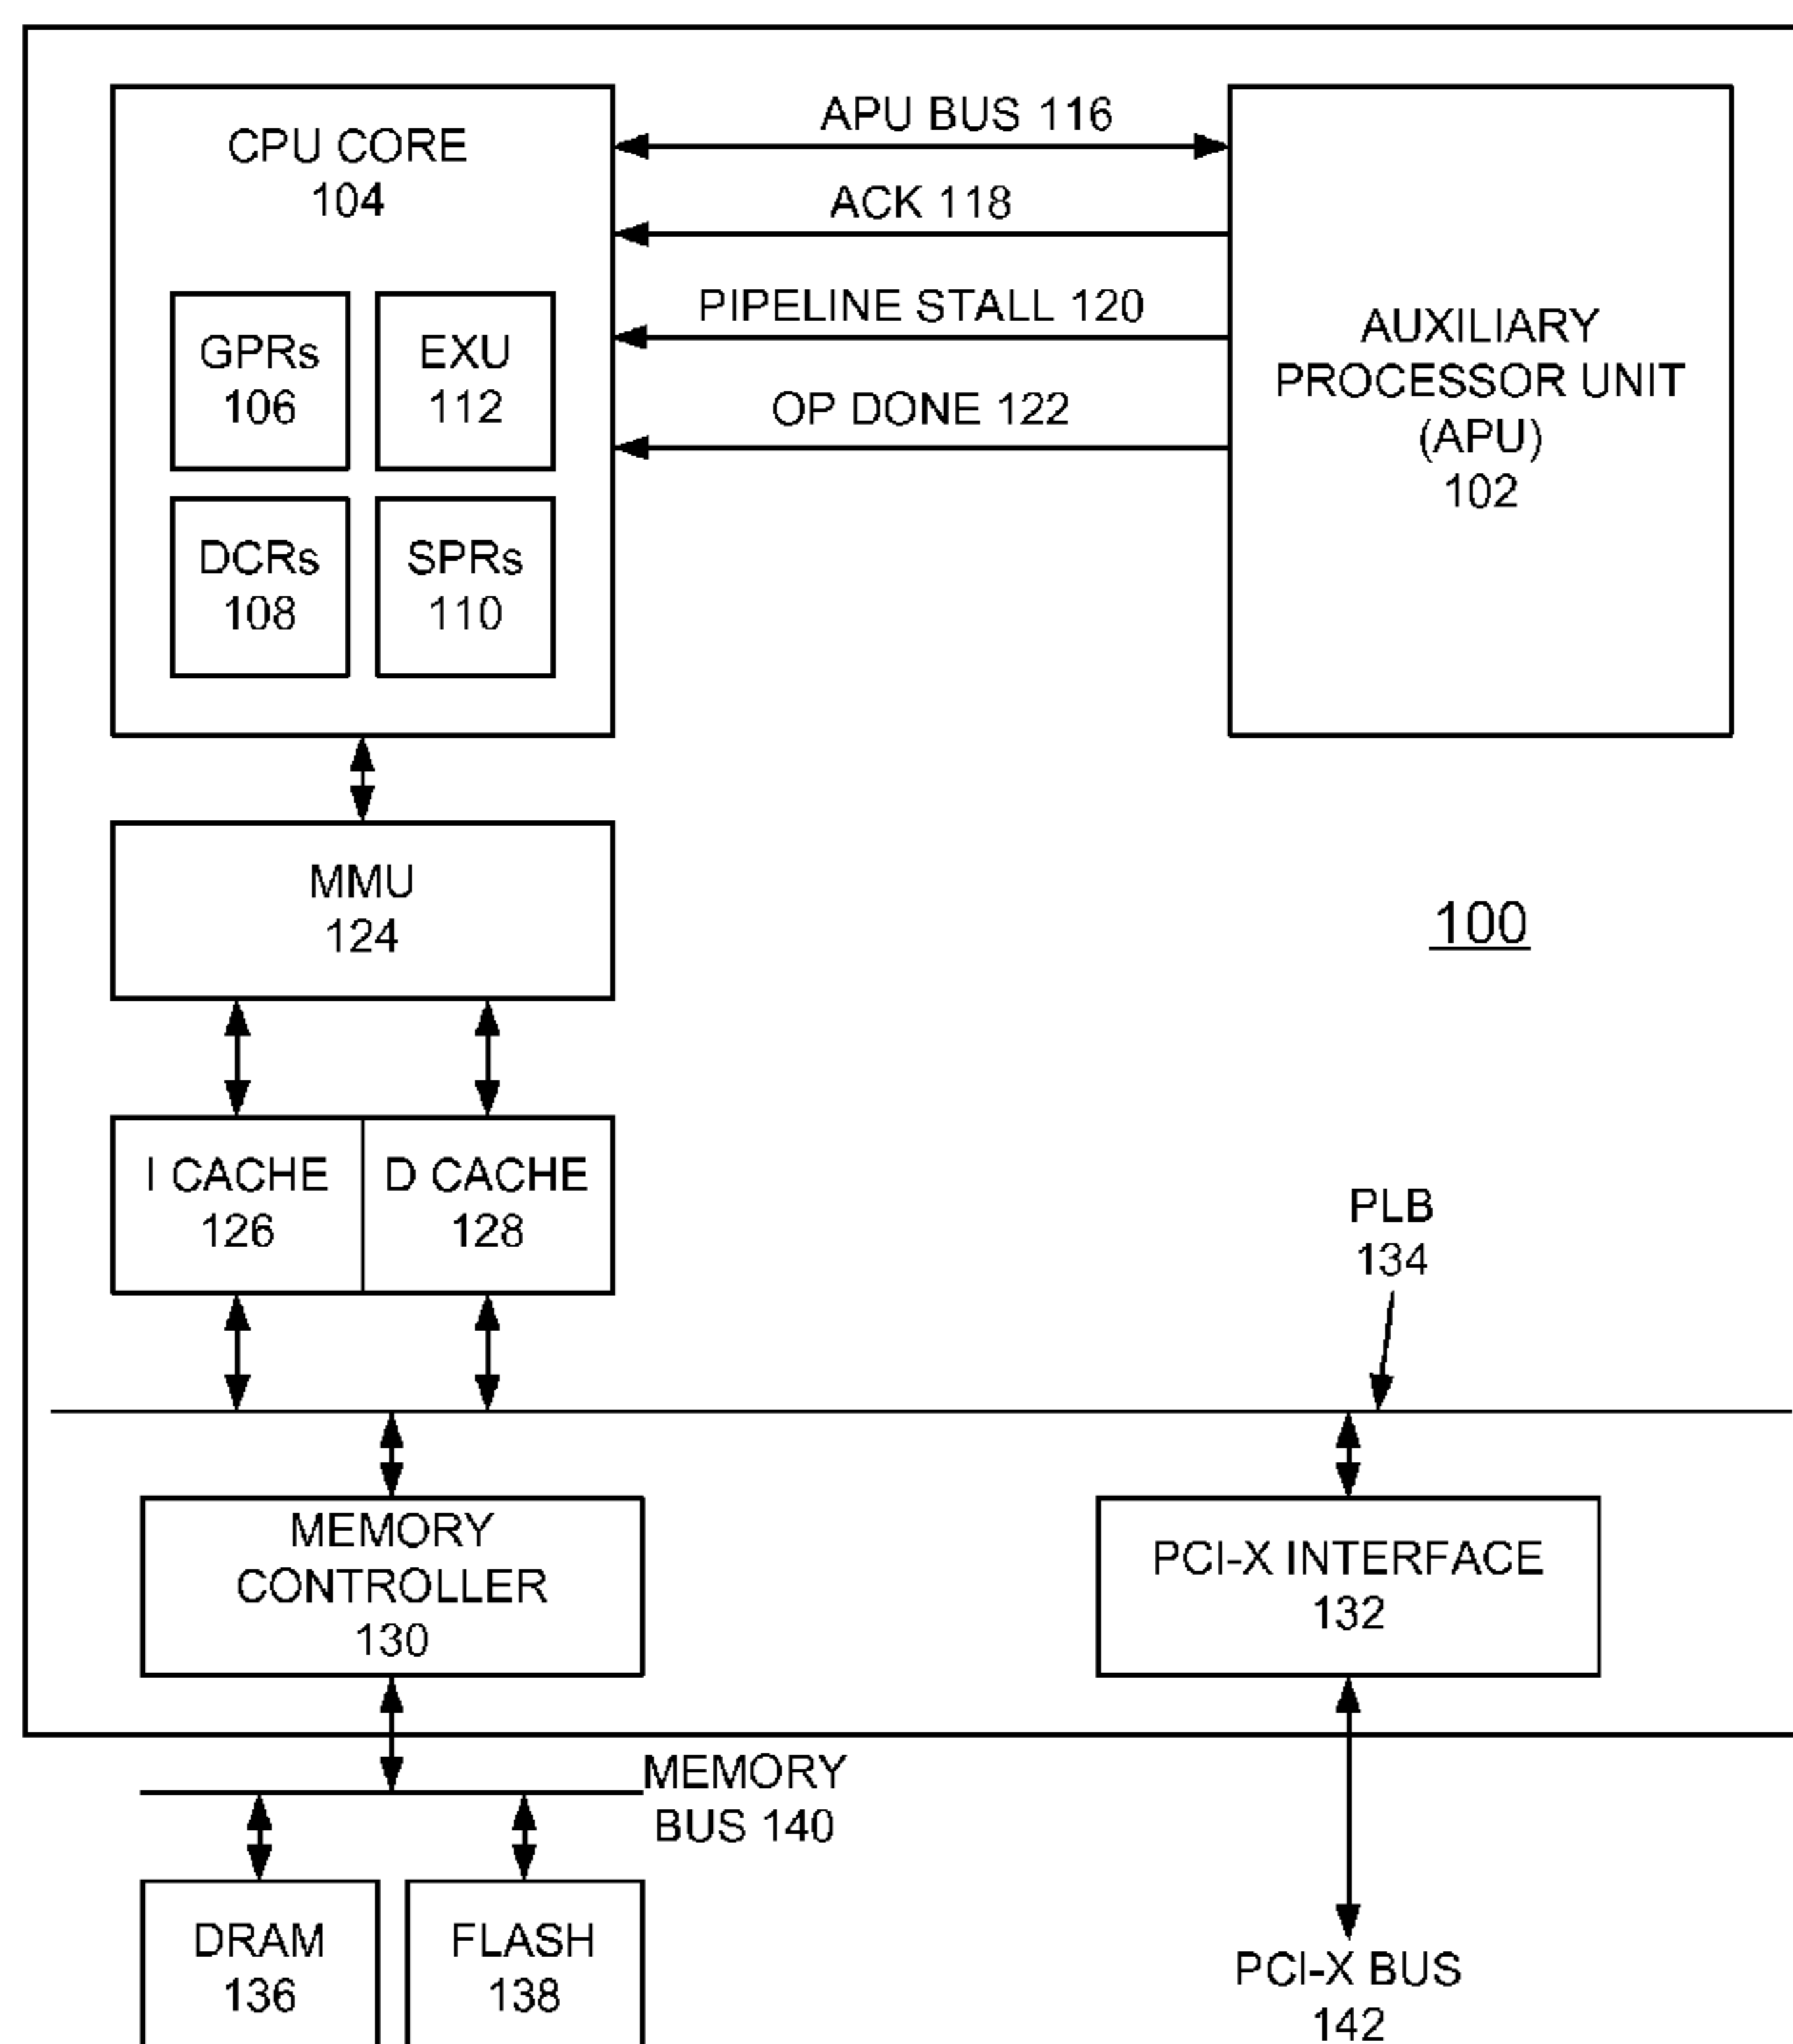 CPU CORE
104
APU BUS 116
ACK 118
PIPELINE STALL 120
OP DONE 122
AUXILIARY
PROCESSOR UNIT
(APU)
102
GPRs
106
EXU
112
DCRs
108
SPRs
110
MMU
124
100
I CACHE
126
D CACHE
128
PLB
134
MEMORY
CONTROLLER
130
PCI-X INTERFACE
132
MEMORY
BUS 140
DRAM
136
FLASH
138
PCI-X BUS
142